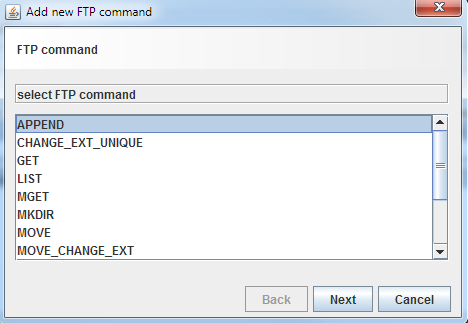 Add new FTP command
FTP command
select FTP command
APPEND
CHANGE_EXT_UNIQUE
GET
LIST
MGET
MKDIR
MOVE
MOVE_CHANGE_EXT
Back
Next
Cancel